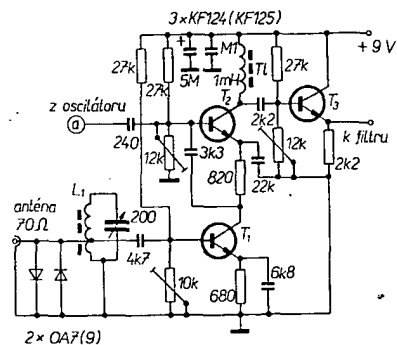 3×KF124(KF125)
+ 9 V
27k
27k
+
5M
M1
1mH
Tl
27k
T2
T3
z oscilátoru
a
240
12k
3k3
2k2
12k
k filtru
820
22k
2k2
L1
anténa
70Ω
200
4k7
T1
10k
680
6k8
2×0A7(9)